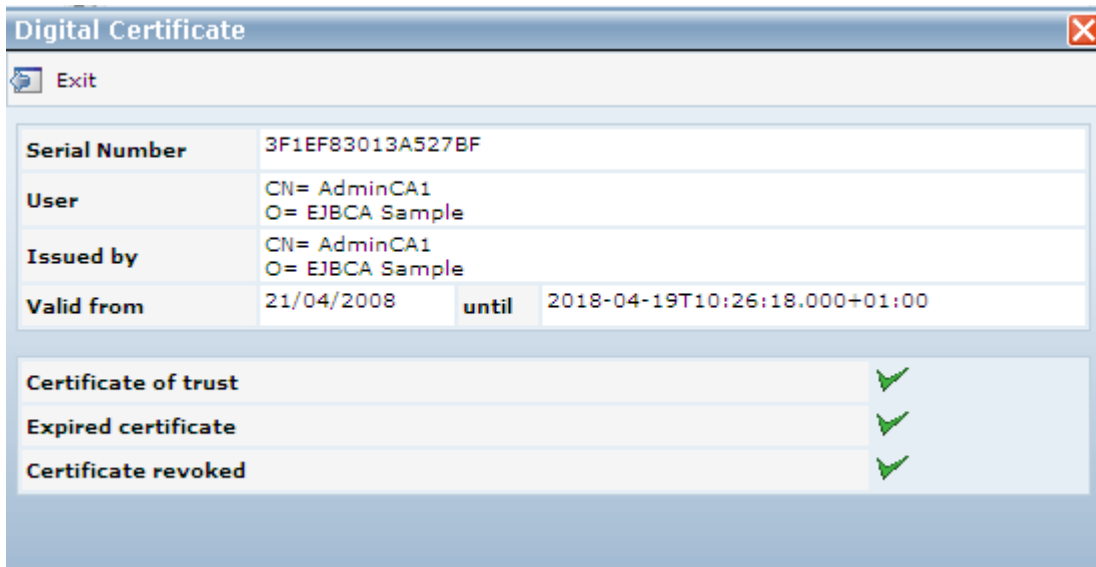 Digital Certificate
Exit
Serial Number 3F1EF83013A527BF
User CN= AdminCA1
O= EJBCA Sample
Issued by CN= AdminCA1
O= EJBCA Sample
Valid from 21/04/2008 until 2018-04-19T10:26:18.000+01:00
Certificate of trust
Expired certificate
Certificate revoked